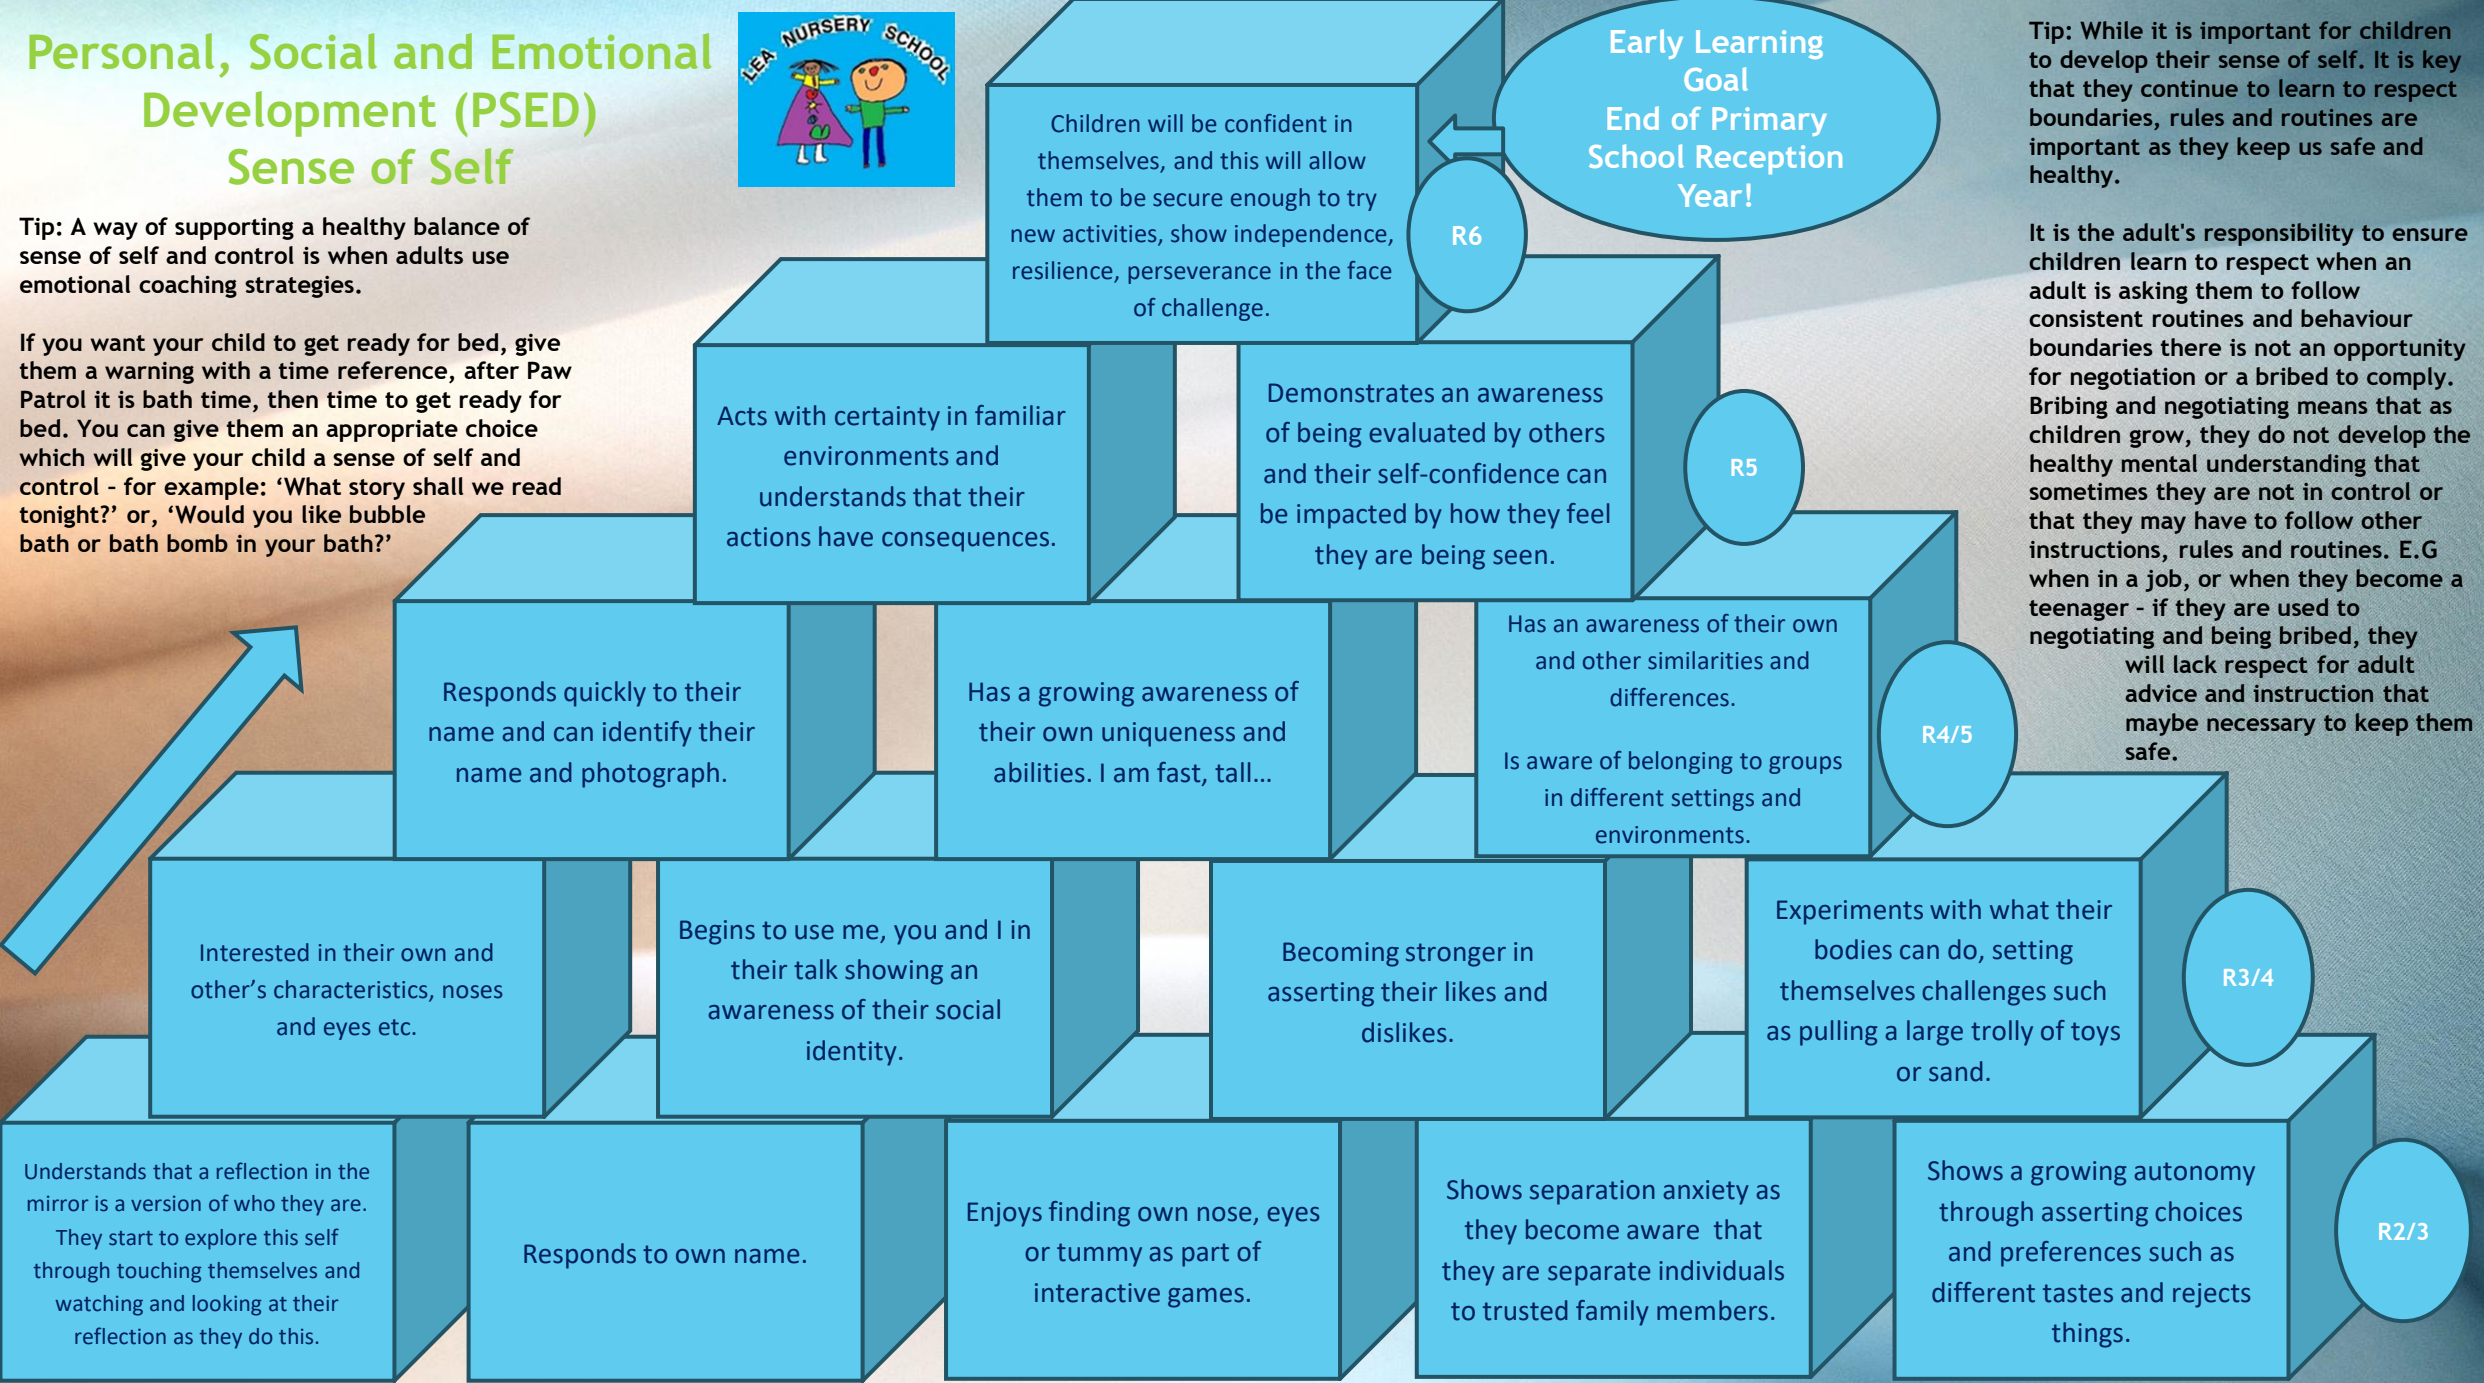 Personal, Social and Emotional
Development (PSED)
Sense of Self
LEA NURSERY SCHOOL
Tip: A way of supporting a healthy balance of
sense of self and control is when adults use
emotional coaching strategies.
If you want your child to get ready for bed, give
them a warning with a time reference, after Paw
Patrol it is bath time, then time to get ready for
bed. You can give them an appropriate choice
which will give your child a sense of self and
control – for example: ‘What story shall we read
tonight?’ or, ‘Would you like bubble
bath or bath bomb in your bath?’
Early Learning
Goal
End of Primary
School Reception
Year!
Tip: While it is important for children
to develop their sense of self. It is key
that they continue to learn to respect
boundaries, rules and routines are
important as they keep us safe and
healthy.
It is the adult's responsibility to ensure
children learn to respect when an
adult is asking them to follow
consistent routines and behaviour
boundaries there is not an opportunity
for negotiation or a bribed to comply.
Bribing and negotiating means that as
children grow, they do not develop the
healthy mental understanding that
sometimes they are not in control or
that they may have to follow other
instructions, rules and routines. E.G
when in a job, or when they become a
teenager – if they are used to
negotiating and being bribed, they
will lack respect for adult
advice and instruction that
maybe necessary to keep them
safe.
Children will be confident in
themselves, and this will allow
them to be secure enough to try
new activities, show independence,
resilience, perseverance in the face
of challenge.
R6
Acts with certainty in familiar
environments and
understands that their
actions have consequences.
Demonstrates an awareness
of being evaluated by others
and their self-confidence can
be impacted by how they feel
they are being seen.
R5
Responds quickly to their
name and can identify their
name and photograph.
Has a growing awareness of
their own uniqueness and
abilities. I am fast, tall…
Has an awareness of their own
and other similarities and
differences.
Is aware of belonging to groups
in different settings and
environments.
R4/5
Interested in their own and
other’s characteristics, noses
and eyes etc.
Begins to use me, you and I in
their talk showing an
awareness of their social
identity.
Becoming stronger in
asserting their likes and
dislikes.
Experiments with what their
bodies can do, setting
themselves challenges such
as pulling a large trolly of toys
or sand.
R3/4
Understands that a reflection in the
mirror is a version of who they are.
They start to explore this self
through touching themselves and
watching and looking at their
reflection as they do this.
Responds to own name.
Enjoys finding own nose, eyes
or tummy as part of
interactive games.
Shows separation anxiety as
they become aware  that
they are separate individuals
to trusted family members.
Shows a growing autonomy
through asserting choices
and preferences such as
different tastes and rejects
things.
R2/3